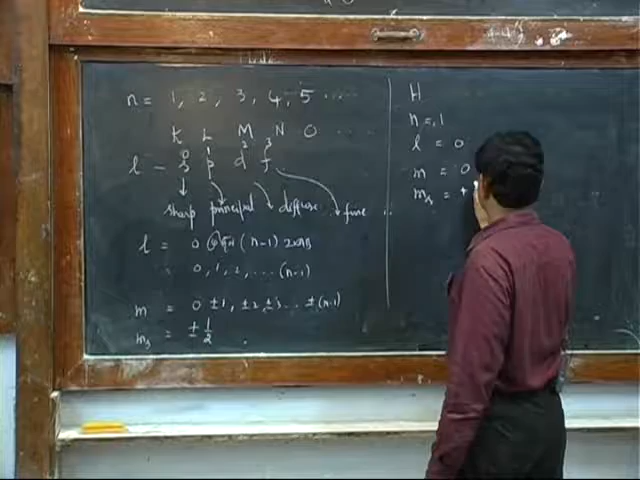 n = 1, 2, 3, 4, 5 ...
K L M N O ...
0 1 2 3
l – s p d f
sharp principal diffuse fine ..
l = 0 (n-1)
0, 1, 2, ... (n-1)
m = 0 ±1, ±2, ±3 ... ± (n-1)
ms = ± 1/2
H
n = 1
l = 0
m = 0
ms = +